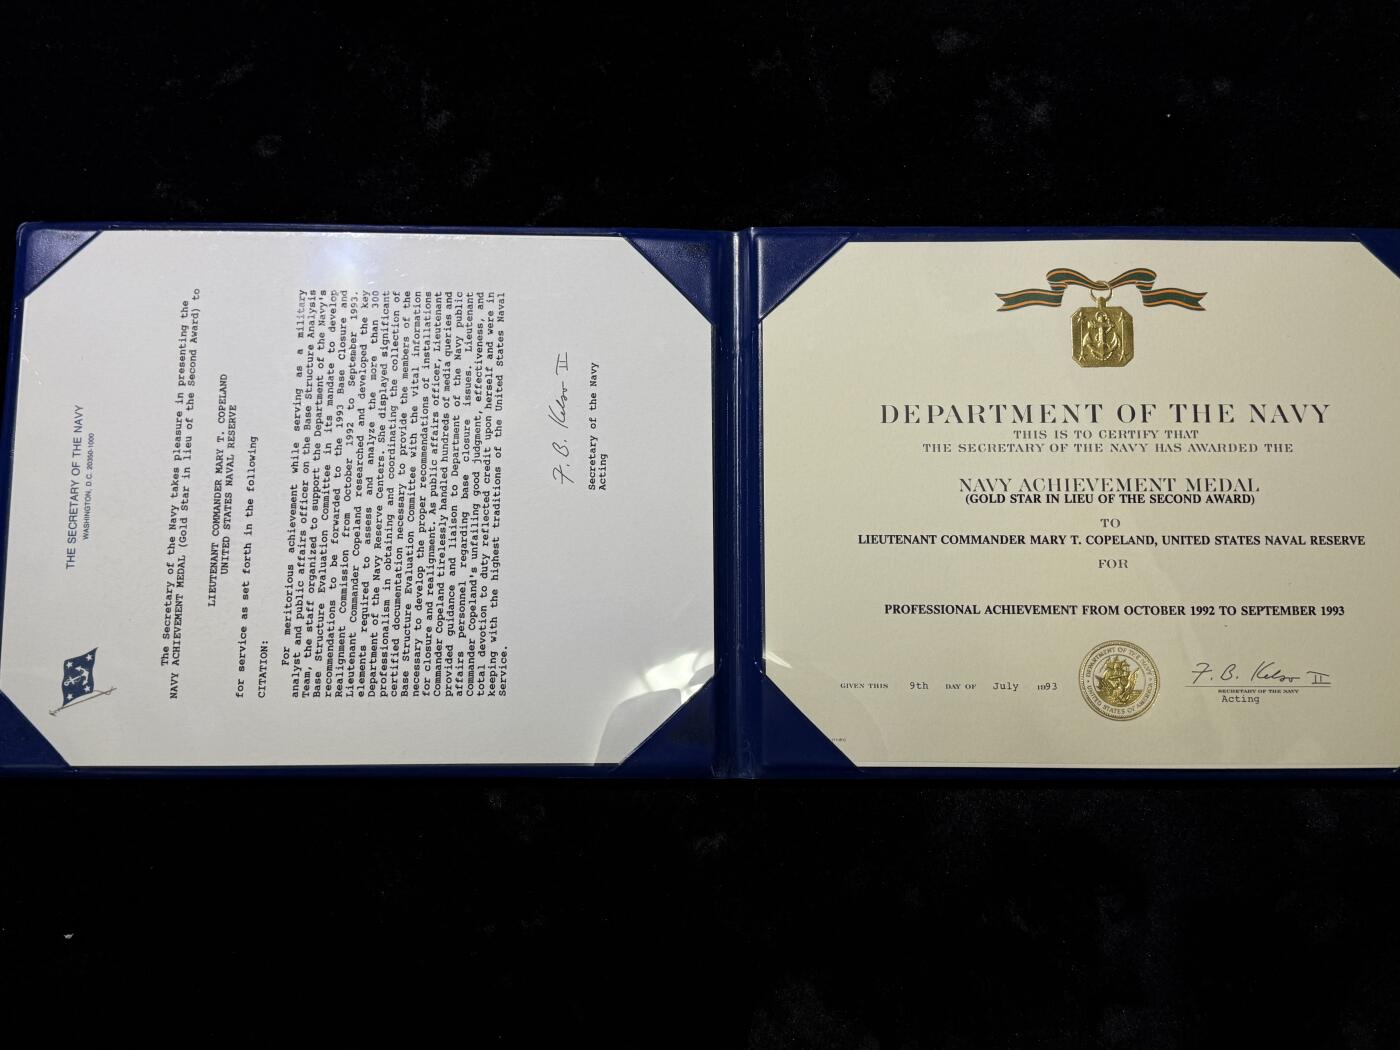 THE SECRETARY OF THE NAVY
WASHINGTON, D.C. 20350-1000
The Secretary of the Navy takes pleasure in presenting the
NAVY ACHIEVEMENT MEDAL (Gold Star in lieu of the Second Award) to
LIEUTENANT COMMANDER MARY T. COPELAND
UNITED STATES NAVAL RESERVE
for service as set forth in the following
CITATION:
For meritorious achievement while serving as a military
analyst and public affairs officer on the Base Structure Analysis
Team, the staff organized to support the Department of the Navy's
Base Structure Evaluation Committee in its mandate to develop
recommendations to be forwarded to the 1993 Base Closure and
Realignment Commission from October 1992 to September 1993.
Lieutenant Commander Copeland researched and developed the key
elements required to assess and analyze the more than 300
Department of the Navy Reserve Centers. She displayed significant
professionalism in obtaining and coordinating the collection of
certified documentation necessary to provide the members of the
Base Structure Evaluation Committee with the vital information
necessary to develop the proper recommendations of installations
for closure and realignment. As public affairs officer, Lieutenant
Commander Copeland tirelessly handled hundreds of media queries and
provided guidance and liaison to Department of the Navy public
affairs personnel regarding base closure issues. Lieutenant
Commander Copeland's unfailing good judgment, effectiveness, and
total devotion to duty reflected credit upon herself and were in
keeping with the highest traditions of the United States Naval
Service.
F. B. Kelso II
Secretary of the Navy
Acting
DEPARTMENT OF THE NAVY
THIS IS TO CERTIFY THAT
THE SECRETARY OF THE NAVY HAS AWARDED THE
NAVY ACHIEVEMENT MEDAL
(GOLD STAR IN LIEU OF THE SECOND AWARD)
TO
LIEUTENANT COMMANDER MARY T. COPELAND, UNITED STATES NAVAL RESERVE
FOR
PROFESSIONAL ACHIEVEMENT FROM OCTOBER 1992 TO SEPTEMBER 1993
GIVEN THIS 9th DAY OF July 1993
DEPARTMENT OF THE NAVY
UNITED STATES OF AMERICA
F. B. Kelso II
SECRETARY OF THE NAVY
Acting